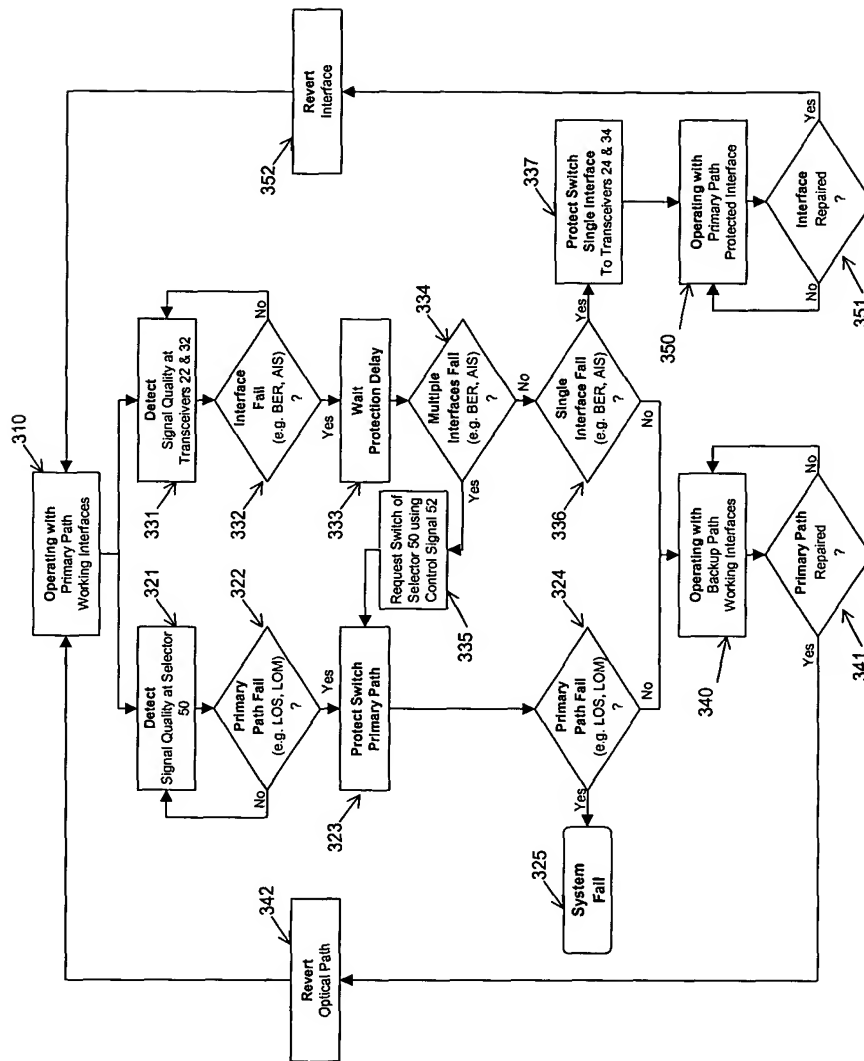 310
Operating with
Primary Path
Working Interfaces
321
Detect
Signal Quality at Selector
50
322
Primary
Path Fail
(e.g. LOS, LOM)
?
No
Yes
323
Protect Switch
Primary Path
324
Primary
Path Fail
(e.g. LOS, LOM)
?
Yes
No
325
System
Fail
331
Detect
Signal Quality at
Transceivers 22 & 32
332
Interface
Fail
(e.g. BER, AIS)
?
No
Yes
333
Wait
Protection Delay
334
Multiple
Interfaces Fail
(e.g. BER, AIS)
?
Yes
No
335
Request Switch of
Selector 50 using
Control Signal 52
336
Single
Interface Fail
(e.g. BER, AIS)
?
Yes
No
337
Protect Switch
Single Interface
To Transceivers 24 & 34
340
Operating with
Backup Path
Working Interfaces
341
Primary Path
Repaired
?
No
Yes
342
Revert
Optical Path
350
Operating with
Primary Path
Protected Interface
351
Interface
Repaired
?
No
Yes
352
Revert
Interface